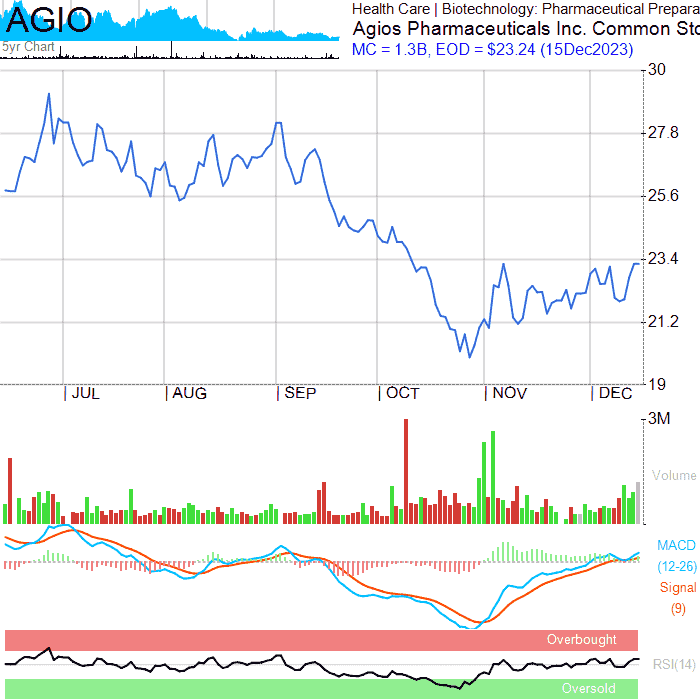 AGIO
5yr Chart
Health Care | Biotechnology: Pharmaceutical Prepara
Agios Pharmaceuticals Inc. Common Sto
MC = 1.3B, EOD = $23.24 (15Dec2023)
30
27.8
25.6
23.4
21.2
19
JUL AUG SEP OCT NOV DEC
3M
Volume
MACD
(12-26)
Signal
(9)
Overbought
RSI(14)
Oversold